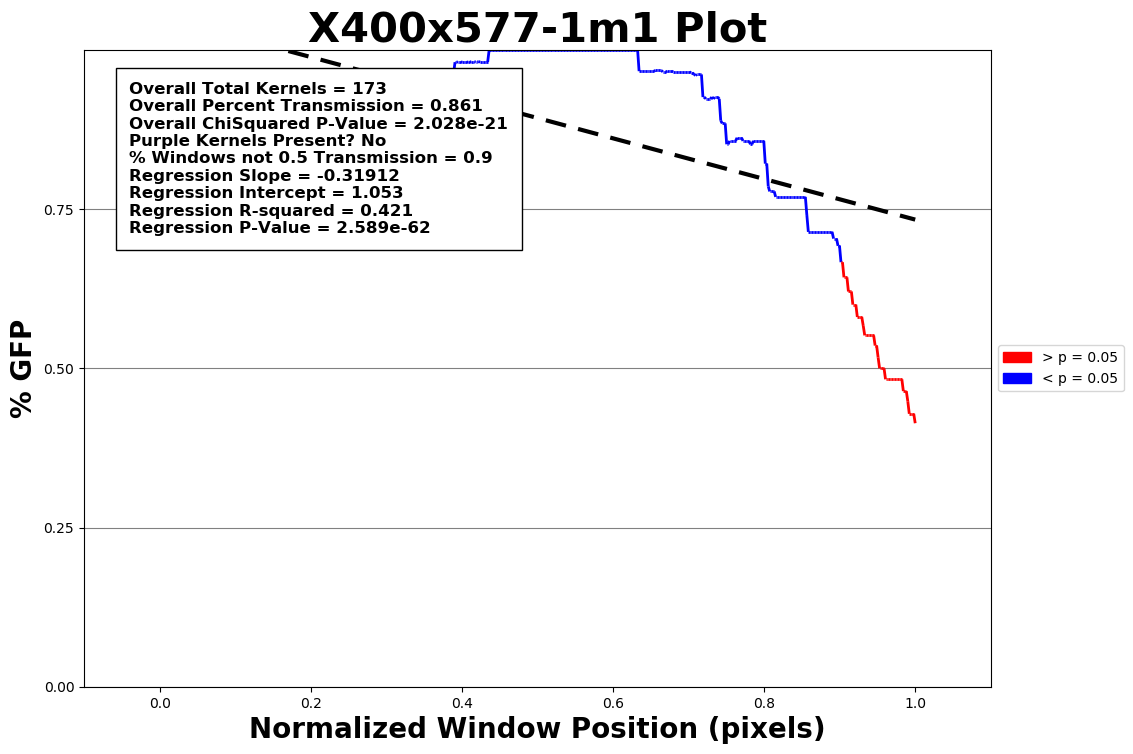 X400x577-1m1 Plot
Overall Total Kernels = 173
Overall Percent Transmission = 0.861
Overall ChiSquared P-Value = 2.028e-21
Purple Kernels Present? No
% Windows not 0.5 Transmission = 0.9
Regression Slope = -0.31912
Regression Intercept = 1.053
Regression R-squared = 0.421
Regression P-Value = 2.589e-62
0.75
0.50
0.25
0.00
% GFP
> p = 0.05
< p = 0.05
0.0 0.2 0.4 0.6 0.8 1.0
Normalized Window Position (pixels)